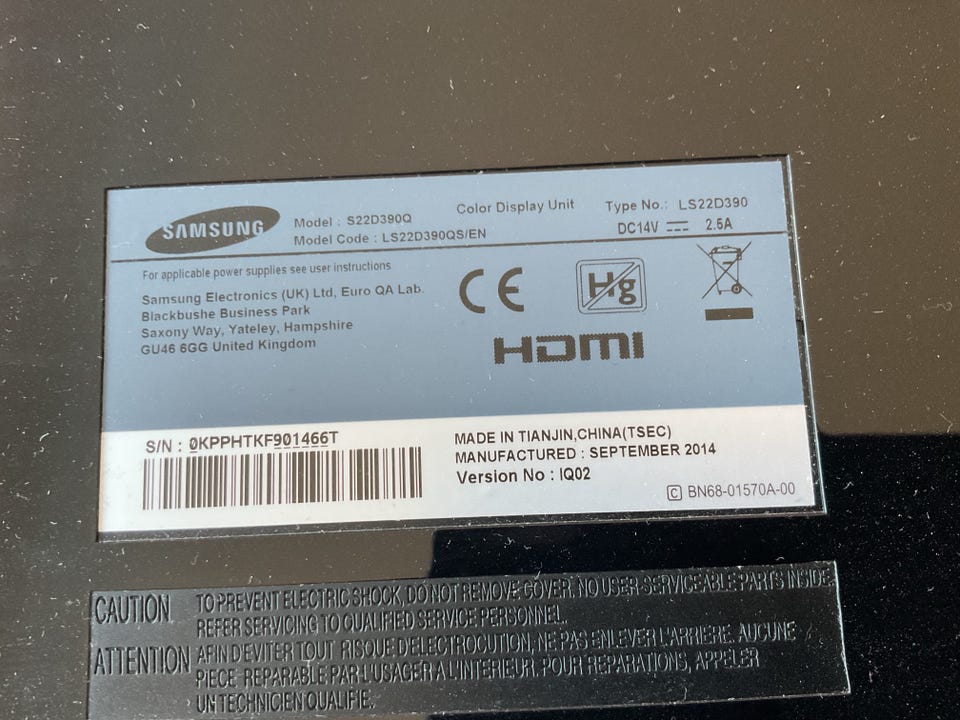 SAMSUNG
Model : S22D390Q
Model Code : LS22D390QS/EN
Color Display Unit
Type No.: LS22D390
DC14V 2.5A
For applicable power supplies see user instructions
Samsung Electronics (UK) Ltd, Euro QA Lab.
Blackbushe Business Park
Saxony Way, Yateley, Hampshire
GU46 6GG United Kingdom
CE
Hg
HDMI
S/N : 0KPPHTKF901466T
MADE IN TIANJIN,CHINA(TSEC)
MANUFACTURED : SEPTEMBER 2014
Version No : IQ02
C BN68-01570A-00
CAUTION TO PREVENT ELECTRIC SHOCK, DO NOT REMOVE COVER. NO USER-SERVICEABLE PARTS INSIDE.
REFER SERVICING TO QUALIFIED SERVICE PERSONNEL.
ATTENTION AFIN D'EVITER TOUT RISQUE D'ELECTROCUTION, NE PAS ENLEVER L'ARRIERE. AUCUNE
PIECE REPARABLE PAR L'USAGER A L'INTERIEUR. POUR REPARATIONS, APPELER
UN TECHNICIEN QUALIFIE.